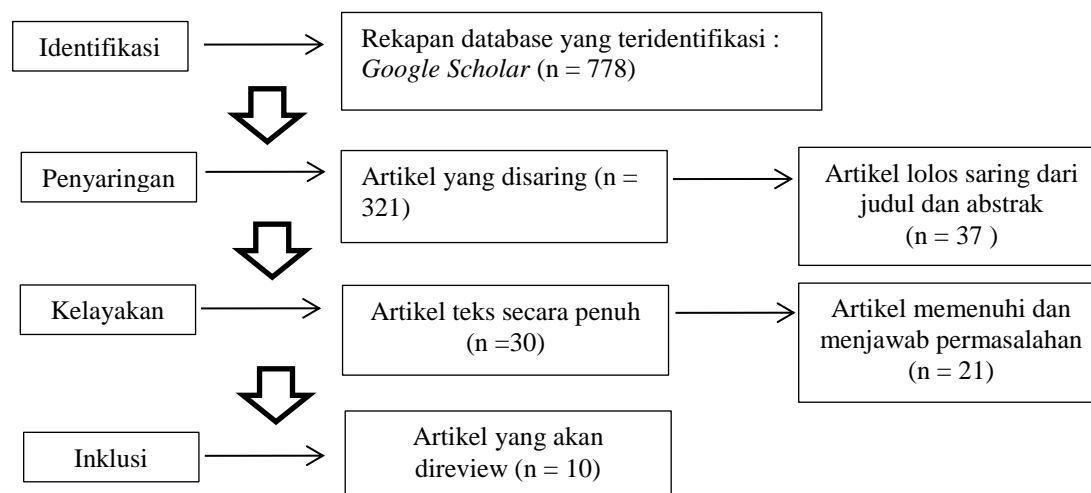 Identifikasi
Rekapan database yang teridentifikasi :
Google Scholar (n = 778)
Penyaringan
Artikel yang disaring (n =
321)
Artikel lolos saring dari
judul dan abstrak
(n = 37 )
Kelayakan
Artikel teks secara penuh
(n =30)
Artikel memenuhi dan
menjawab permasalahan
(n = 21)
Inklusi
Artikel yang akan
direview (n = 10)